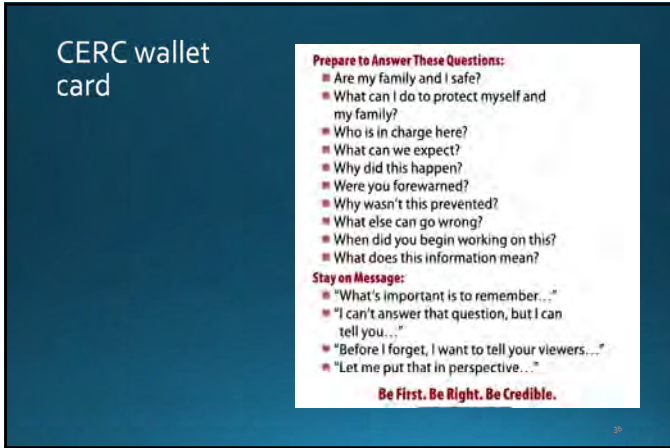 CERC wallet
card
Prepare to Answer These Questions:
Are my family and I safe?
What can I do to protect myself and
my family?
Who is in charge here?
What can we expect?
Why did this happen?
Were you forewarned?
Why wasn't this prevented?
What else can go wrong?
When did you begin working on this?
What does this information mean?
Stay on Message:
"What's important is to remember..."
"I can't answer that question, but I can
tell you..."
"Before I forget, I want to tell your viewers..."
"Let me put that in perspective..."
Be First. Be Right. Be Credible.